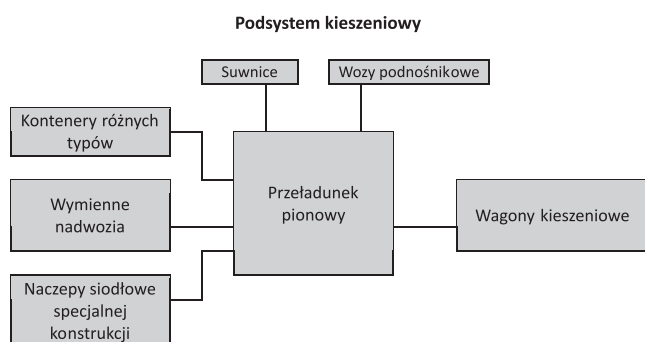 Podsystem kieszeniowy
Suwnice
Wozy podnośnikowe
Kontenery różnych
typów
Przeładunek
pionowy
Wymienne
nadwozia
Wagony kieszeniowe
Naczepy siodłowe
specjalnej
konstrukcji